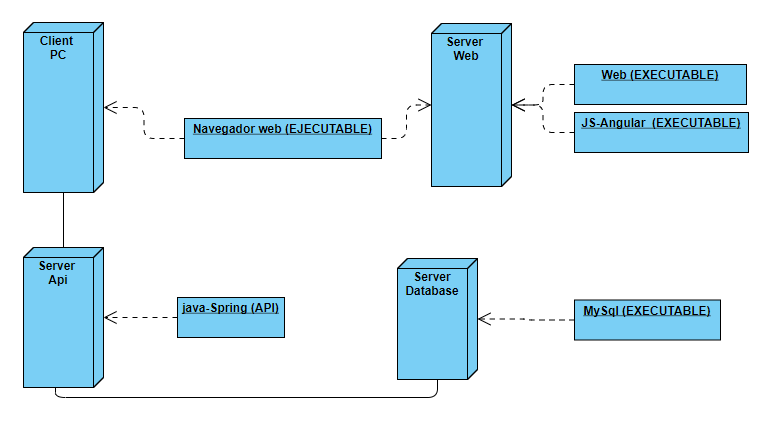 Client
PC
Server
Web
Web (EXECUTABLE)
Navegador web (EJECUTABLE)
JS-Angular (EXECUTABLE)
Server
Api
java-Spring (API)
Server
Database
MySql (EXECUTABLE)